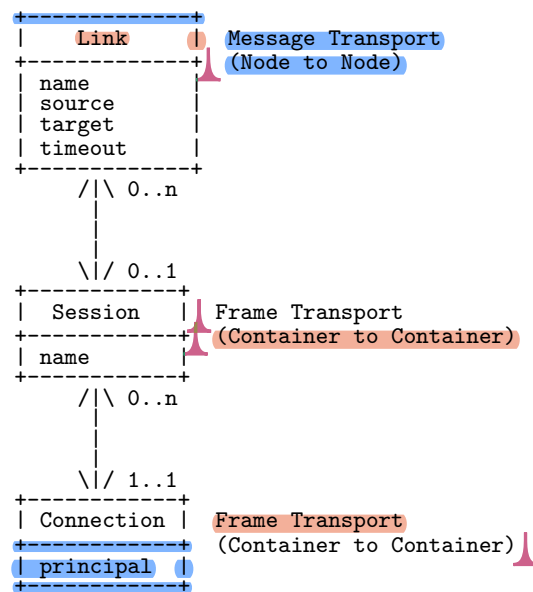 +-------------+
|    Link     |  Message Transport
+-------------+  (Node to Node)
| name        |
| source      |
| target      |
| timeout     |
+-------------+
     /|\ 0..n
      |
      |
      |
     \|/ 0..1
+------------+
|  Session   |  Frame Transport
+------------+  (Container to Container)
| name       |
+------------+
     /|\ 0..n
      |
      |
      |
     \|/ 1..1
+------------+
| Connection |  Frame Transport
+------------+  (Container to Container)
| principal  |
+------------+